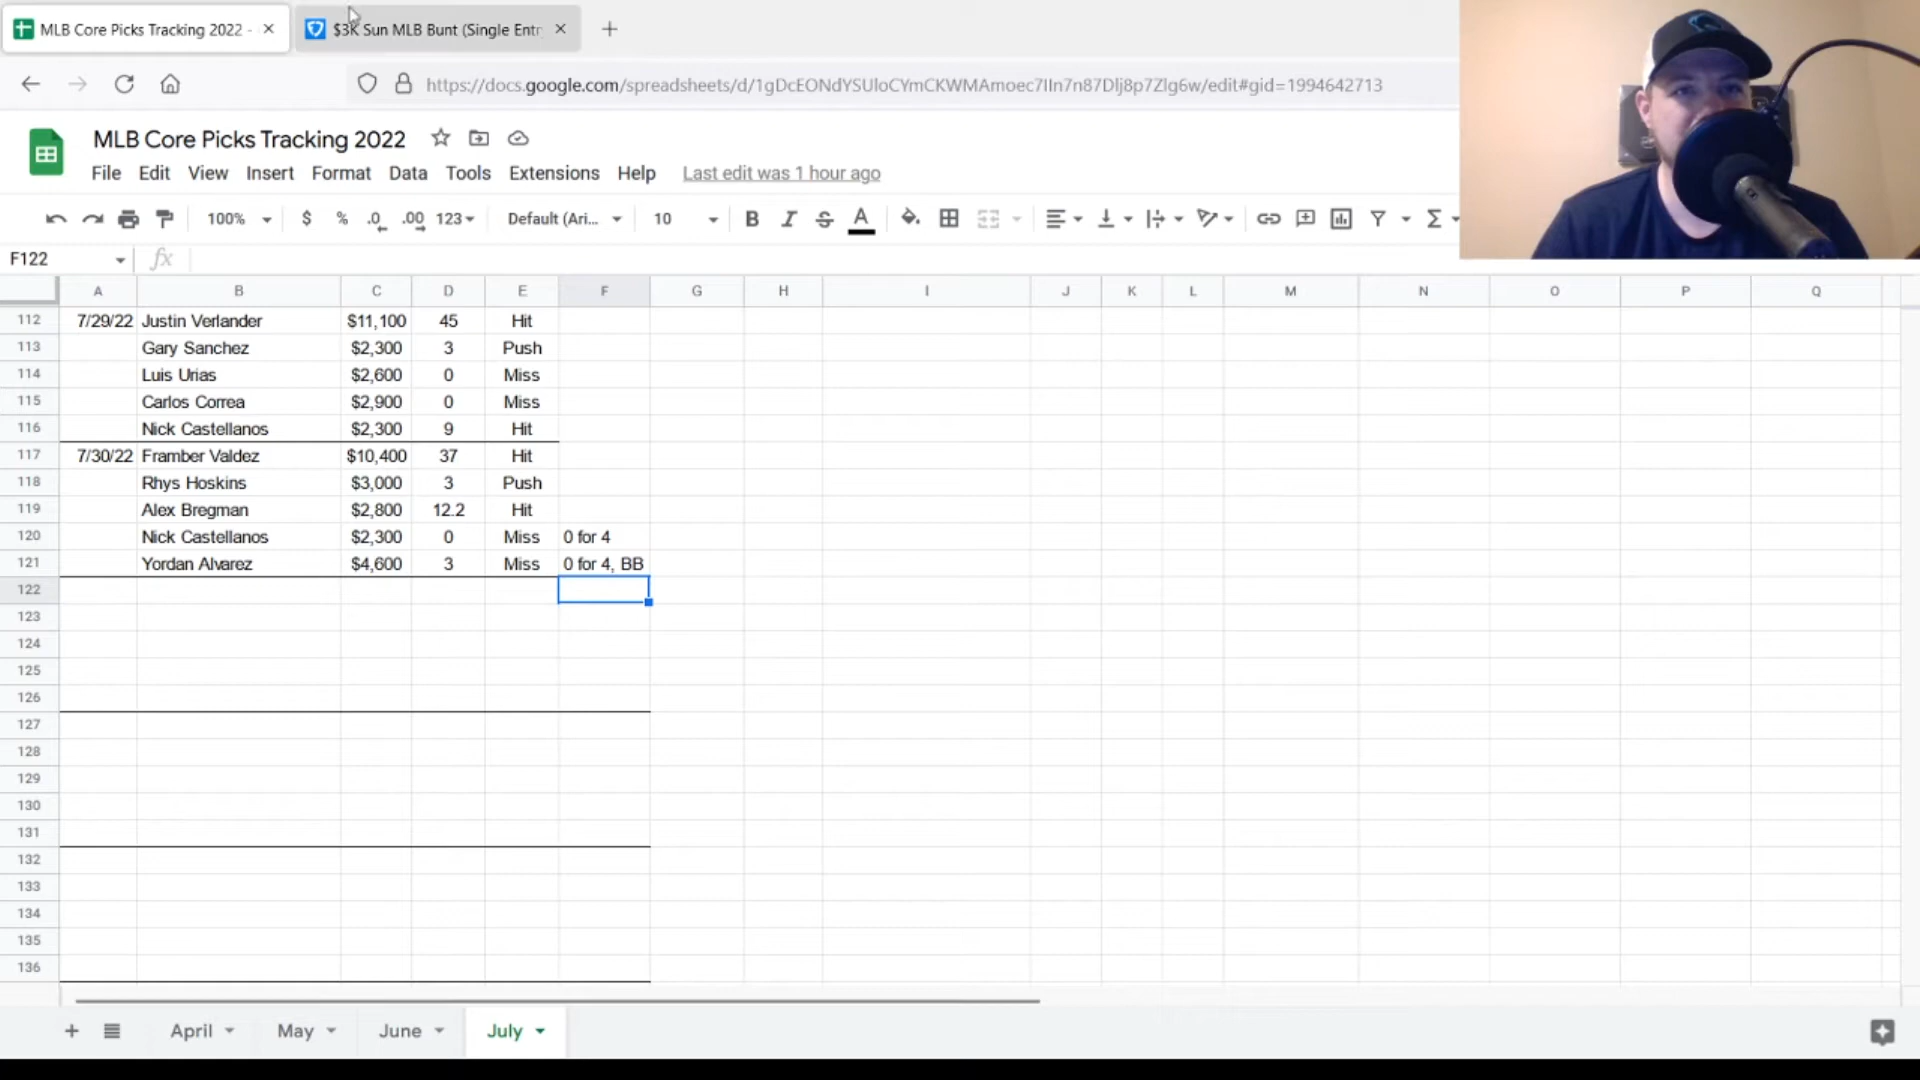 MLB Core Picks Tracking 2022 -
$3K Sun MLB Bunt (Single Entr
https://docs.google.com/spreadsheets/d/1gDcEONdYSUloCYmCKWMAmoec7IIn7n87Dlj8p7Zlg6w/edit#gid=1994642713
MLB Core Picks Tracking 2022
File Edit View Insert Format Data Tools Extensions Help Last edit was 1 hour ago
100% $ % .0 .00 123 Default (Ari... 10 B I S A Σ
F122 fx
A B C D E F G H I J K L M N O P Q
112 7/29/22 Justin Verlander $11,100 45 Hit
113 Gary Sanchez $2,300 3 Push
114 Luis Urias $2,600 0 Miss
115 Carlos Correa $2,900 0 Miss
116 Nick Castellanos $2,300 9 Hit
117 7/30/22 Framber Valdez $10,400 37 Hit
118 Rhys Hoskins $3,000 3 Push
119 Alex Bregman $2,800 12.2 Hit
120 Nick Castellanos $2,300 0 Miss 0 for 4
121 Yordan Alvarez $4,600 3 Miss 0 for 4, BB
122
123
124
125
126
127
128
129
130
131
132
133
134
135
136
+ April May June July